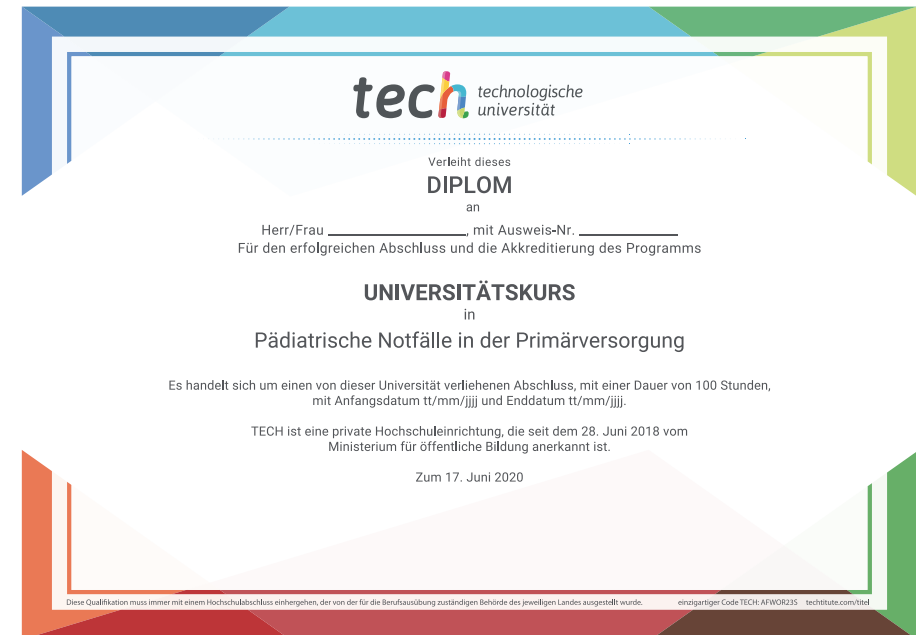 tech technologische
universität
Verleiht dieses
DIPLOM
an
Herr/Frau ____________________, mit Ausweis-Nr. ______________
Für den erfolgreichen Abschluss und die Akkreditierung des Programms
UNIVERSITÄTSKURS
in
Pädiatrische Notfälle in der Primärversorgung
Es handelt sich um einen von dieser Universität verliehenen Abschluss, mit einer Dauer von 100 Stunden,
mit Anfangsdatum tt/mm/jjjj und Enddatum tt/mm/jjjj.
TECH ist eine private Hochschuleinrichtung, die seit dem 28. Juni 2018 vom
Ministerium für öffentliche Bildung anerkannt ist.
Zum 17. Juni 2020
Diese Qualifikation muss immer mit einem Hochschulabschluss einhergehen, der von der für die Berufsausübung zuständigen Behörde des jeweiligen Landes ausgestellt wurde. einzigartiger Code TECH: AFWOR23S techtitute.com/titel